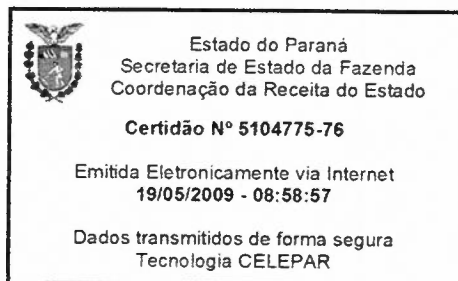 Estado do Paraná
Secretaria de Estado da Fazenda
Coordenação da Receita do Estado
Certidão Nº 5104775-76
Emitida Eletronicamente via Internet
19/05/2009 - 08:58:57
Dados transmitidos de forma segura
Tecnologia CELEPAR